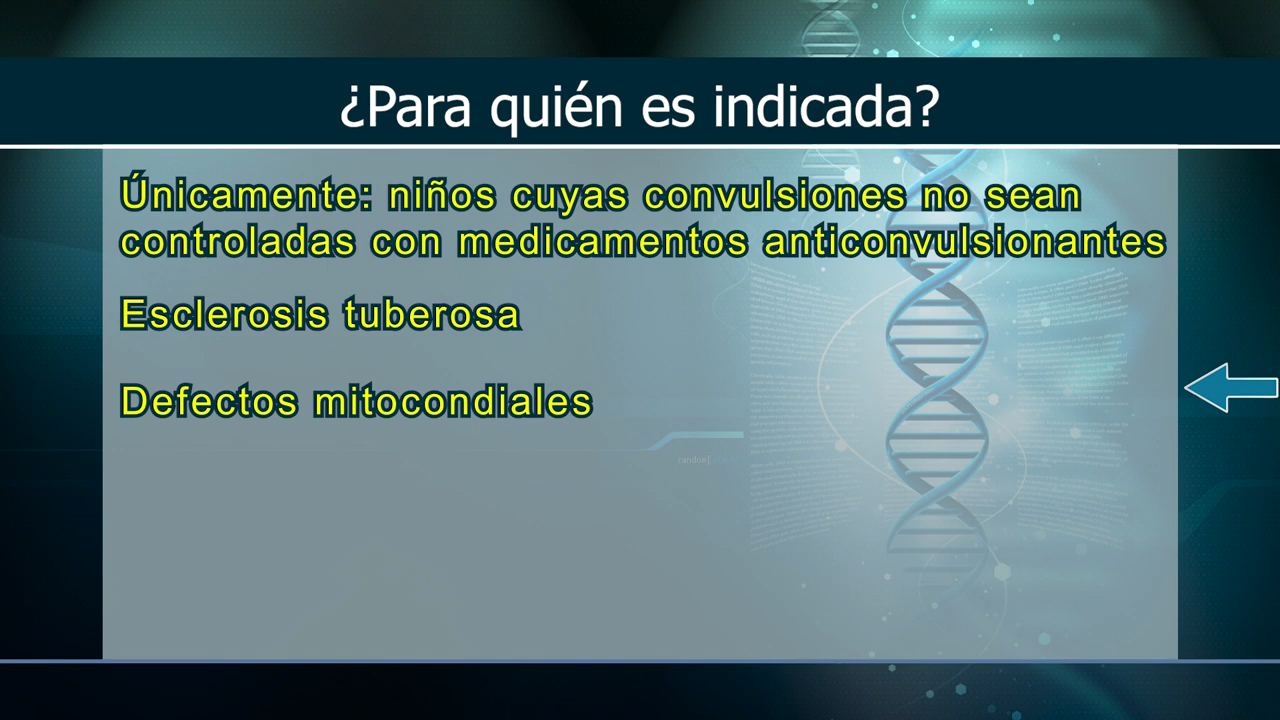 ¿Para quién es indicada?
Únicamente: niños cuyas convulsiones no sean
controladas con medicamentos anticonvulsionantes
Esclerosis tuberosa
Defectos mitocondiales